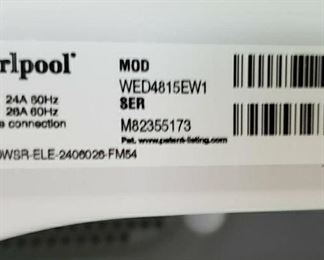 rlpool®
MOD
WED4815EW1
24A 60Hz
26A 60Hz
SER
connection
M82355173
Pat. www.patent-listing.com
WSR-ELE-2406026-FM54